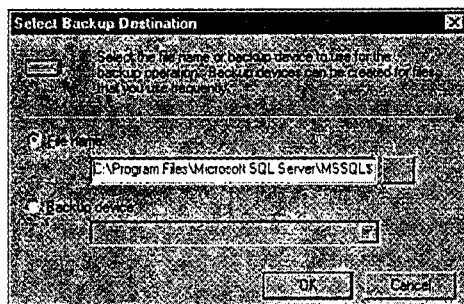 Select Backup Destination
Select the file name or backup device to use for the
backup operation. Backup devices can be created for files
that you use frequently.
File name
C:\Program Files\Microsoft SQL Server\MSSQL$
Backup device
OK
Cancel